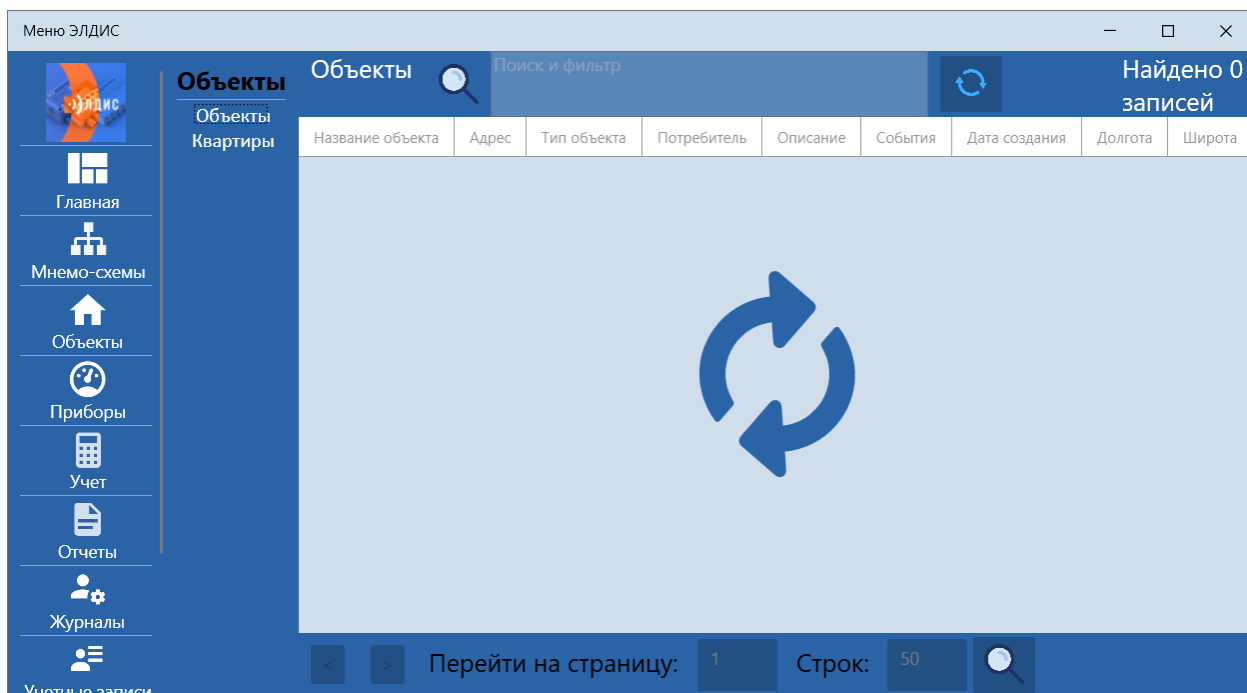 Меню ЭЛДИС
элдис
Главная
Мнемо-схемы
Объекты
Приборы
Учет
Отчеты
Журналы
Учетные записи
Объекты
Объекты
Квартиры
Объекты
Поиск и фильтр
Найдено 0
записей
Название объекта Адрес Тип объекта Потребитель Описание События Дата создания Долгота Широта
< > Перейти на страницу: 1 Строк: 50